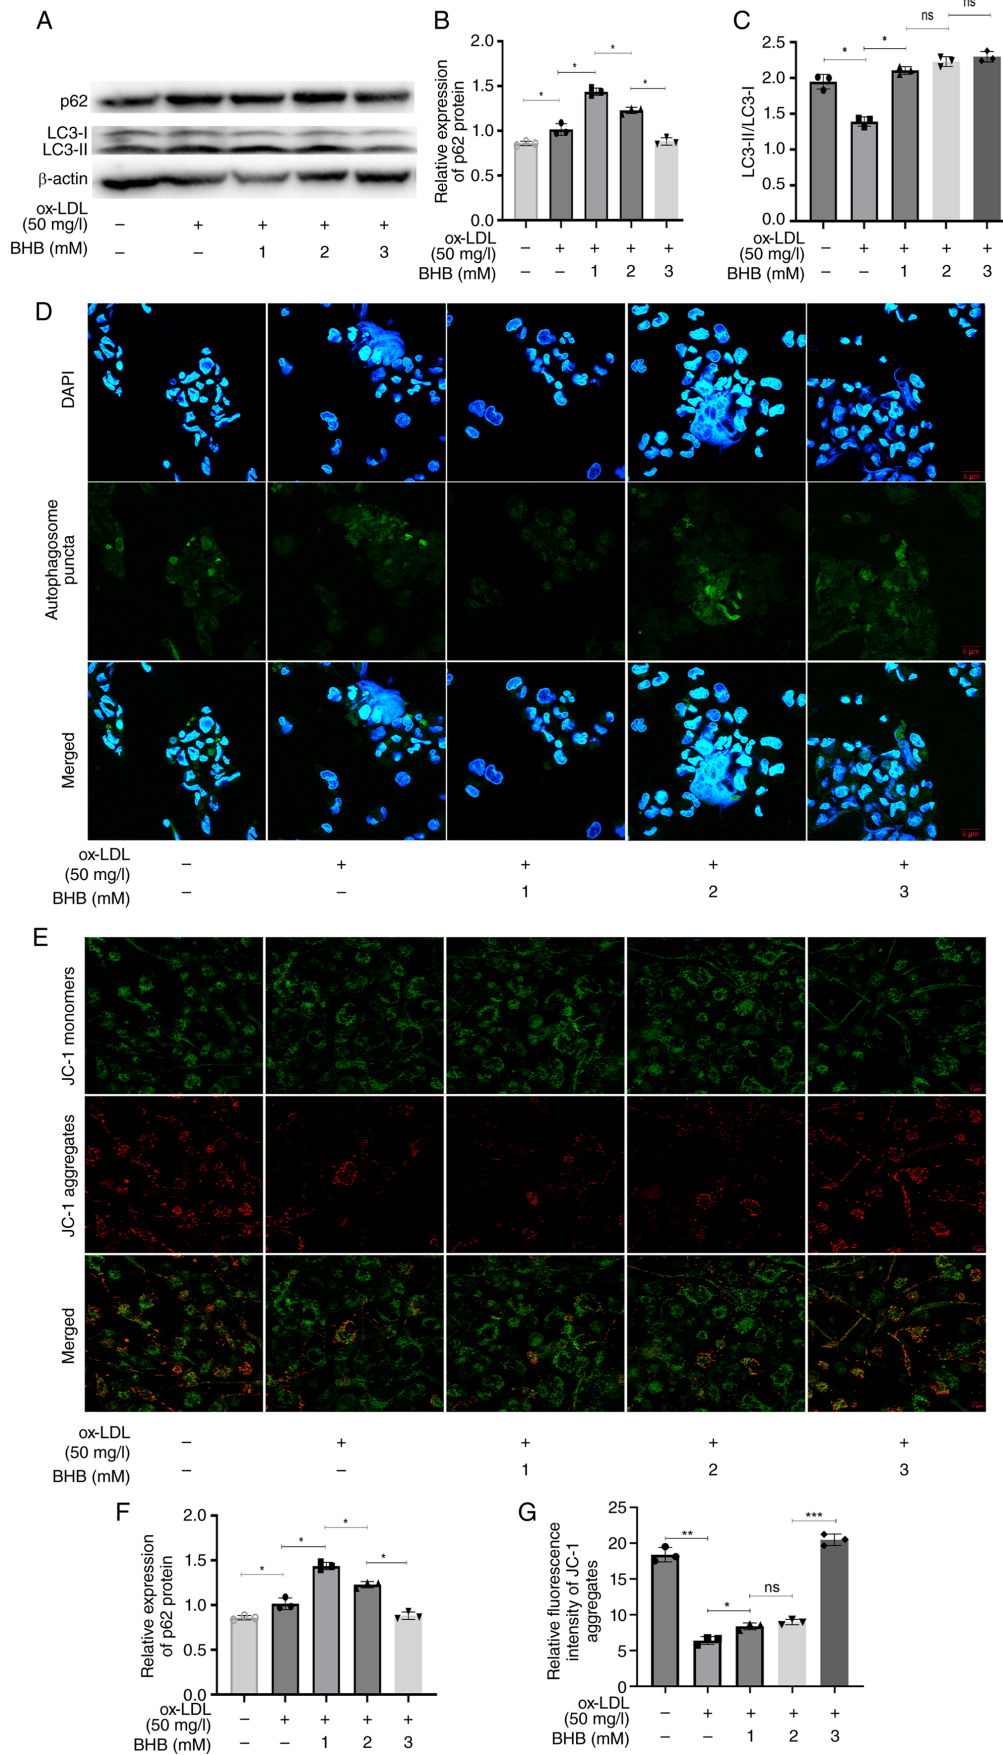 A
p62
LC3-I
LC3-II
β-actin
ox-LDL
(50 mg/l)
– + + + +
BHB (mM)
– – 1 2 3
B
Relative expression
of p62 protein
2.0
1.5
1.0
0.5
0.0
* * * *
ox-LDL
(50 mg/l)
– + + + +
BHB (mM)
– – 1 2 3
C
LC3-II/LC3-I
2.5
2.0
1.5
1.0
0.5
0.0
* * ns ns
ox-LDL
(50 mg/l)
– + + + +
BHB (mM)
– – 1 2 3
D
DAPI
5 μm
Autophagosome
puncta
5 μm
Merged
5 μm
ox-LDL
(50 mg/l)
– + + + +
BHB (mM)
– – 1 2 3
E
JC-1 monomers
JC-1 aggregates
Merged
ox-LDL
(50 mg/l)
– + + + +
BHB (mM)
– – 1 2 3
F
Relative expression
of p62 protein
2.0
1.5
1.0
0.5
0.0
* * * *
ox-LDL
(50 mg/l)
– + + + +
BHB (mM)
– – 1 2 3
G
Relative fluorescence
intensity of JC-1
aggregates
25
20
15
10
5
0
** * ns ***
ox-LDL
(50 mg/l)
– + + + +
BHB (mM)
– – 1 2 3